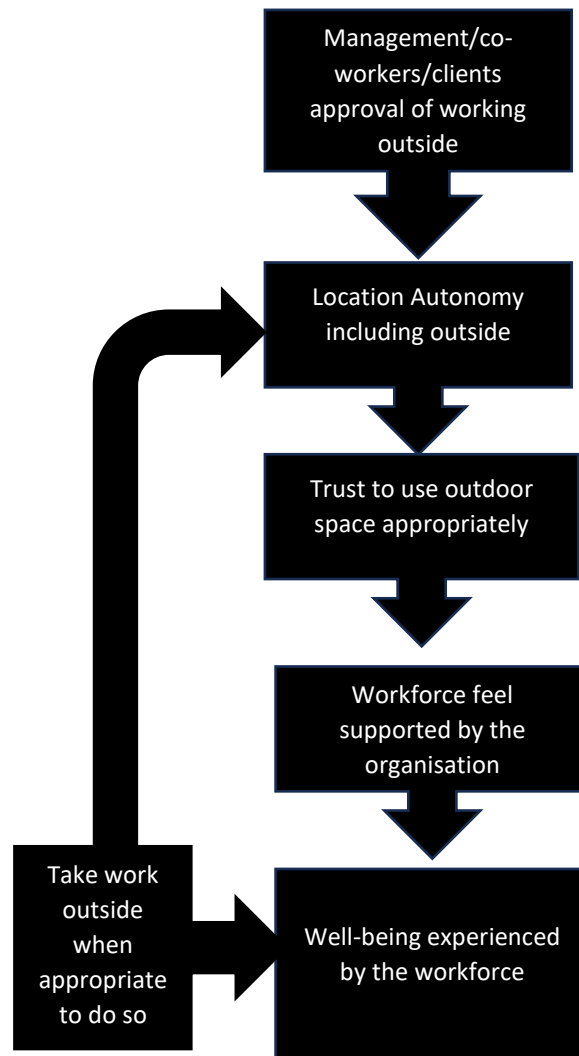 Management/co-
workers/clients
approval of working
outside
Location Autonomy
including outside
Trust to use outdoor
space appropriately
Workforce feel
supported by the
organisation
Take work
outside
when
appropriate
to do so
Well-being experienced
by the workforce